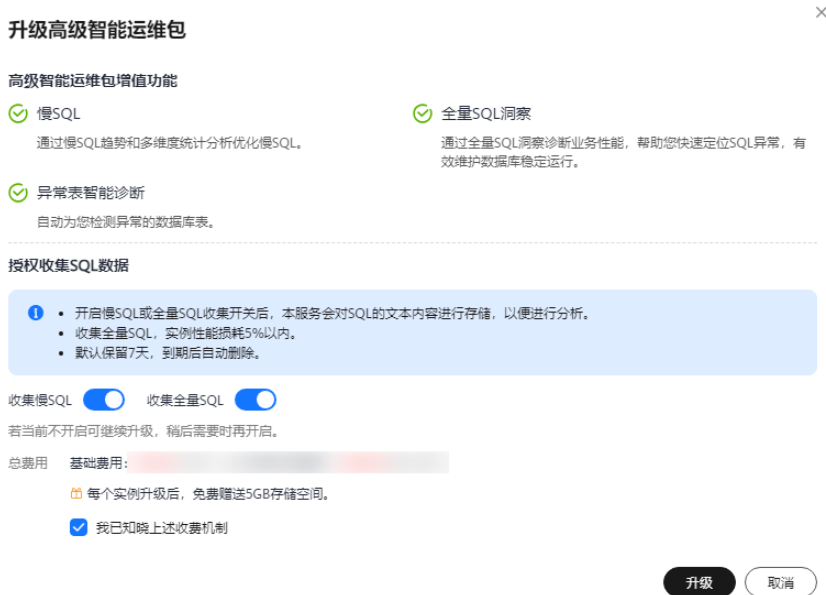 升级高级智能运维包
高级智能运维包增值功能
慢SQL
通过慢SQL趋势和多维度统计分析优化慢SQL。
全量SQL洞察
通过全量SQL洞察诊断业务性能，帮助您快速定位SQL异常，有
效维护数据库稳定运行。
异常表智能诊断
自动为您检测异常的数据库表。
授权收集SQL数据
• 开启慢SQL或全量SQL收集开关后，本服务会对SQL的文本内容进行存储，以便进行分析。
• 收集全量SQL，实例性能损耗5%以内。
• 默认保留7天，到期后自动删除。
收集慢SQL 收集全量SQL
若当前不开启可继续升级，稍后需要时再开启。
总费用 基础费用:
每个实例升级后，免费赠送5GB存储空间。
我已知晓上述收费机制
升级 取消